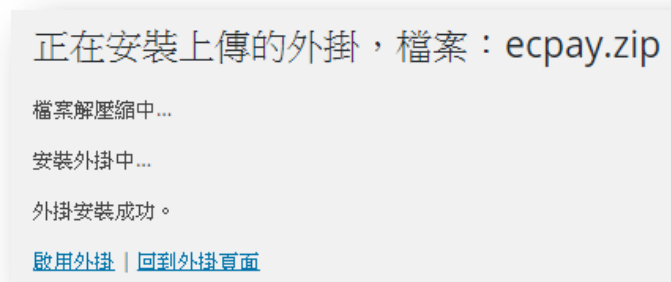 正在安裝上傳的外掛，檔案：ecpay.zip
檔案解壓縮中...
安裝外掛中...
外掛安裝成功。
啟用外掛 | 回到外掛頁面